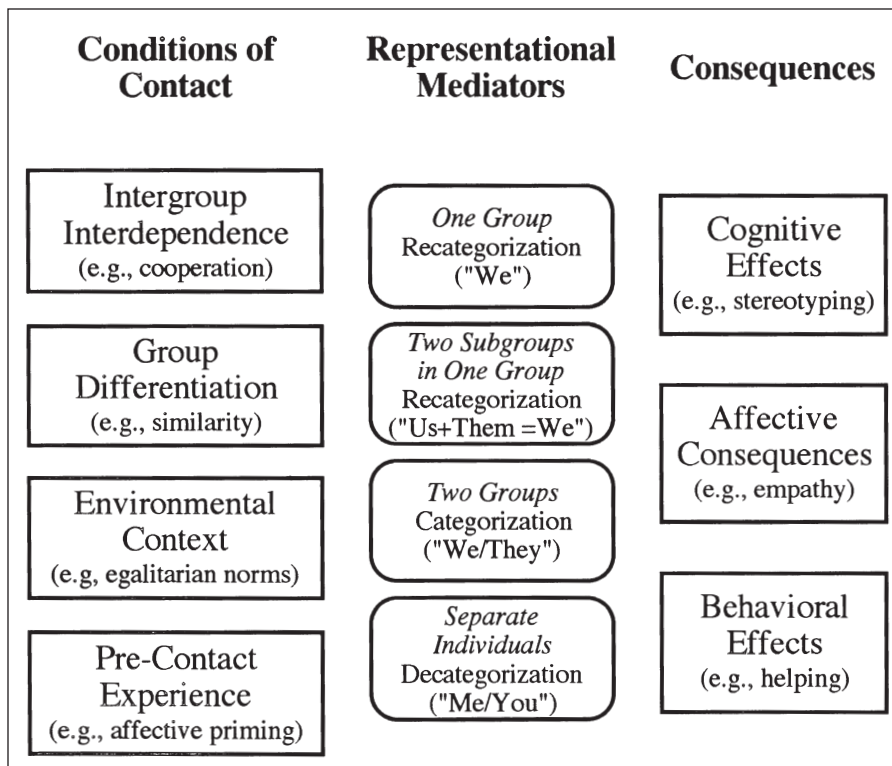 Conditions of
Contact
Representational
Mediators
Consequences
Intergroup
Interdependence
(e.g., cooperation)
Group
Differentiation
(e.g., similarity)
Environmental
Context
(e.g, egalitarian norms)
Pre-Contact
Experience
(e.g., affective priming)
One Group
Recategorization
("We")
Two Subgroups
in One Group
Recategorization
("Us+Them =We")
Two Groups
Categorization
("We/They")
Separate
Individuals
Decategorization
("Me/You")
Cognitive
Effects
(e.g., stereotyping)
Affective
Consequences
(e.g., empathy)
Behavioral
Effects
(e.g., helping)